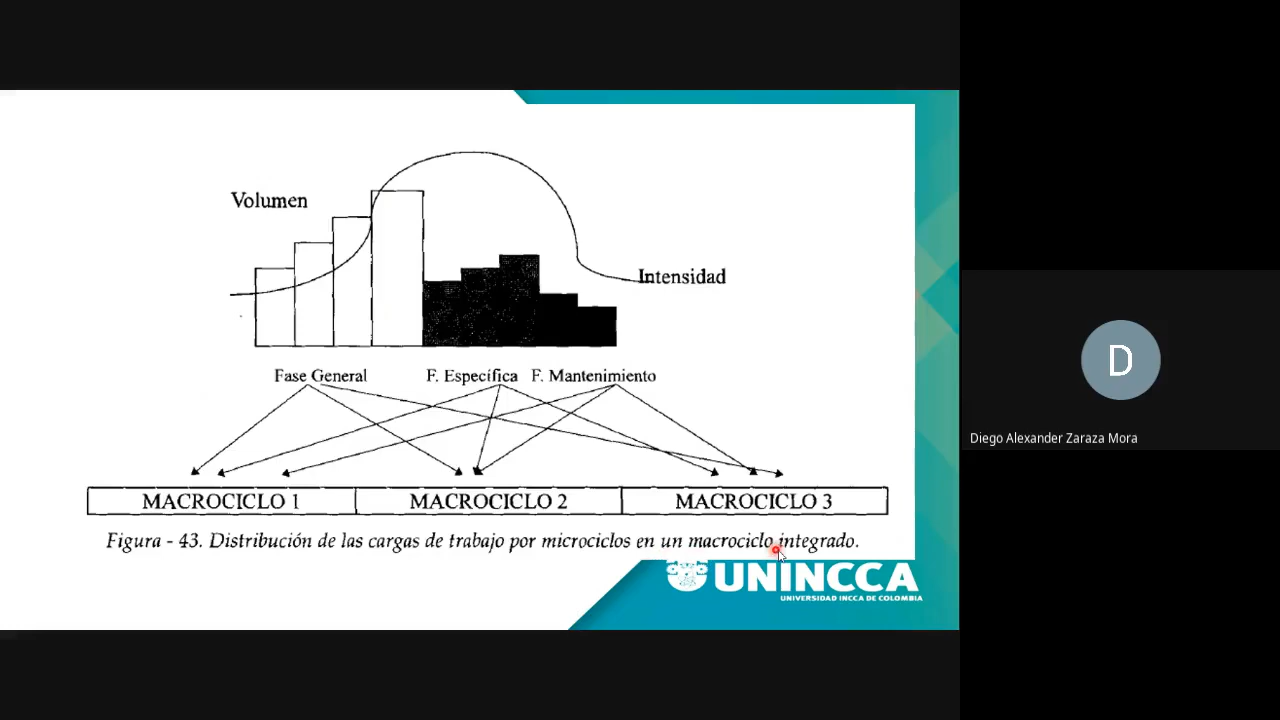 Volumen
Intensidad
Fase General
F. Específica
F. Mantenimiento
MACROCICLO 1
MACROCICLO 2
MACROCICLO 3
Figura - 43. Distribución de las cargas de trabajo por microciclos en un macrociclo integrado.
UNINCCA
UNIVERSIDAD INCCA DE COLOMBIA
D
Diego Alexander Zaraza Mora